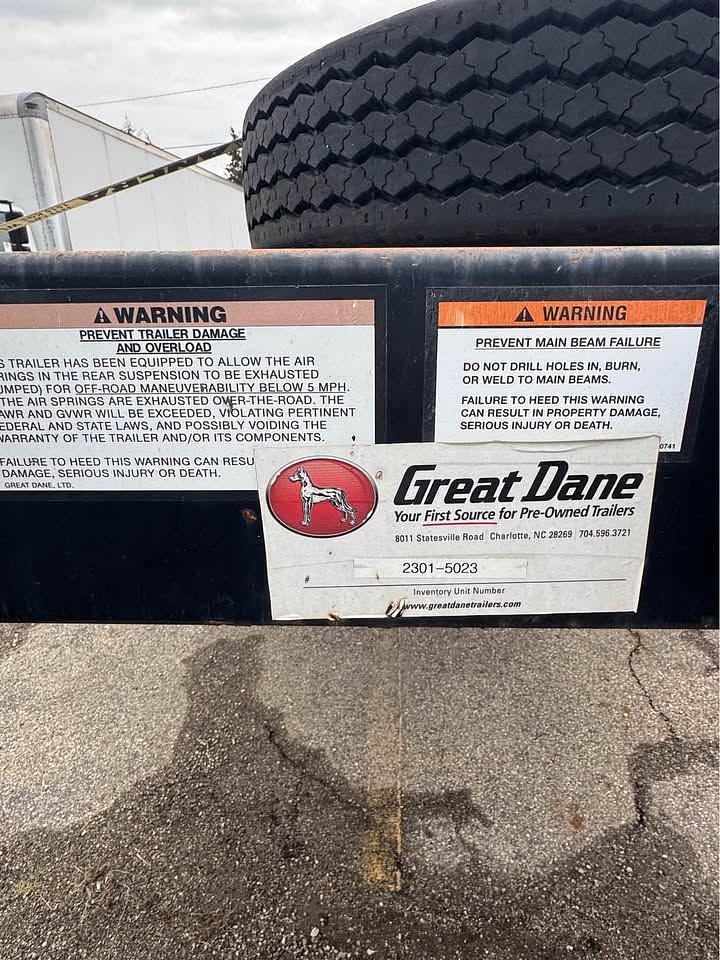 WARNING
PREVENT TRAILER DAMAGE
AND OVERLOAD
S TRAILER HAS BEEN EQUIPPED TO ALLOW THE AIR
RINGS IN THE REAR SUSPENSION TO BE EXHAUSTED
UMPED) FOR OFF-ROAD MANEUVERABILITY BELOW 5 MPH.
THE AIR SPRINGS ARE EXHAUSTED OVER-THE-ROAD. THE
AWR AND GVWR WILL BE EXCEEDED, VIOLATING PERTINENT
EDERAL AND STATE LAWS, AND POSSIBLY VOIDING THE
WARRANTY OF THE TRAILER AND/OR ITS COMPONENTS.
FAILURE TO HEED THIS WARNING CAN RESU
DAMAGE, SERIOUS INJURY OR DEATH.
GREAT DANE, LTD.
WARNING
PREVENT MAIN BEAM FAILURE
DO NOT DRILL HOLES IN, BURN,
OR WELD TO MAIN BEAMS.
FAILURE TO HEED THIS WARNING
CAN RESULT IN PROPERTY DAMAGE,
SERIOUS INJURY OR DEATH.
0741
Great Dane
Your First Source for Pre-Owned Trailers
8011 Statesville Road Charlotte, NC 28269 704.596.3721
# 2301-5023
Inventory Unit Number
www.greatdanetrailers.com